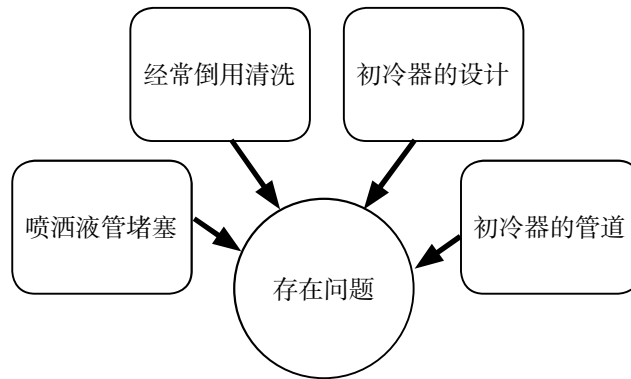 经常倒用清洗
初冷器的设计
喷洒液管堵塞
初冷器的管道
存在问题